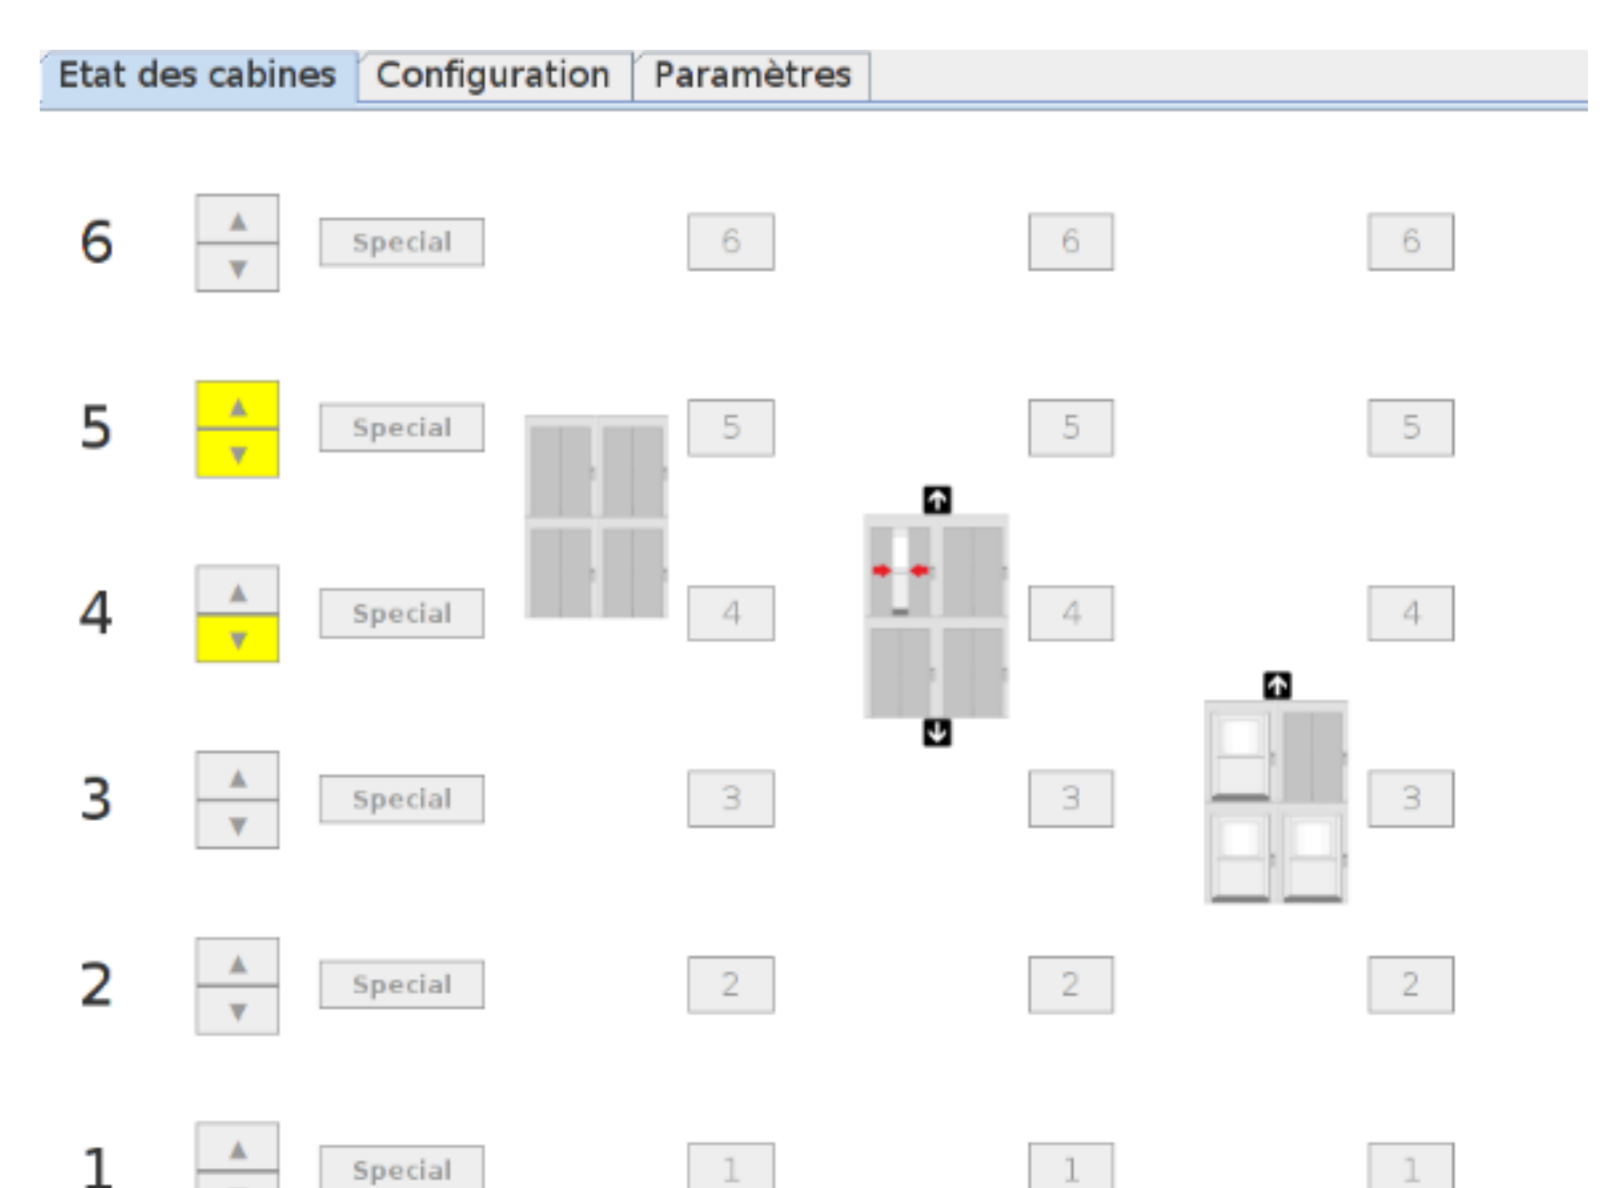 Etat des cabines Configuration Paramètres
6 ▲ ▼ Special 6 6 6
5 ▲ ▼ Special 5 5 5
4 ▲ ▼ Special 4 4 4
3 ▲ ▼ Special 3 3 3
2 ▲ ▼ Special 2 2 2
1 ▲ Special 1 1 1